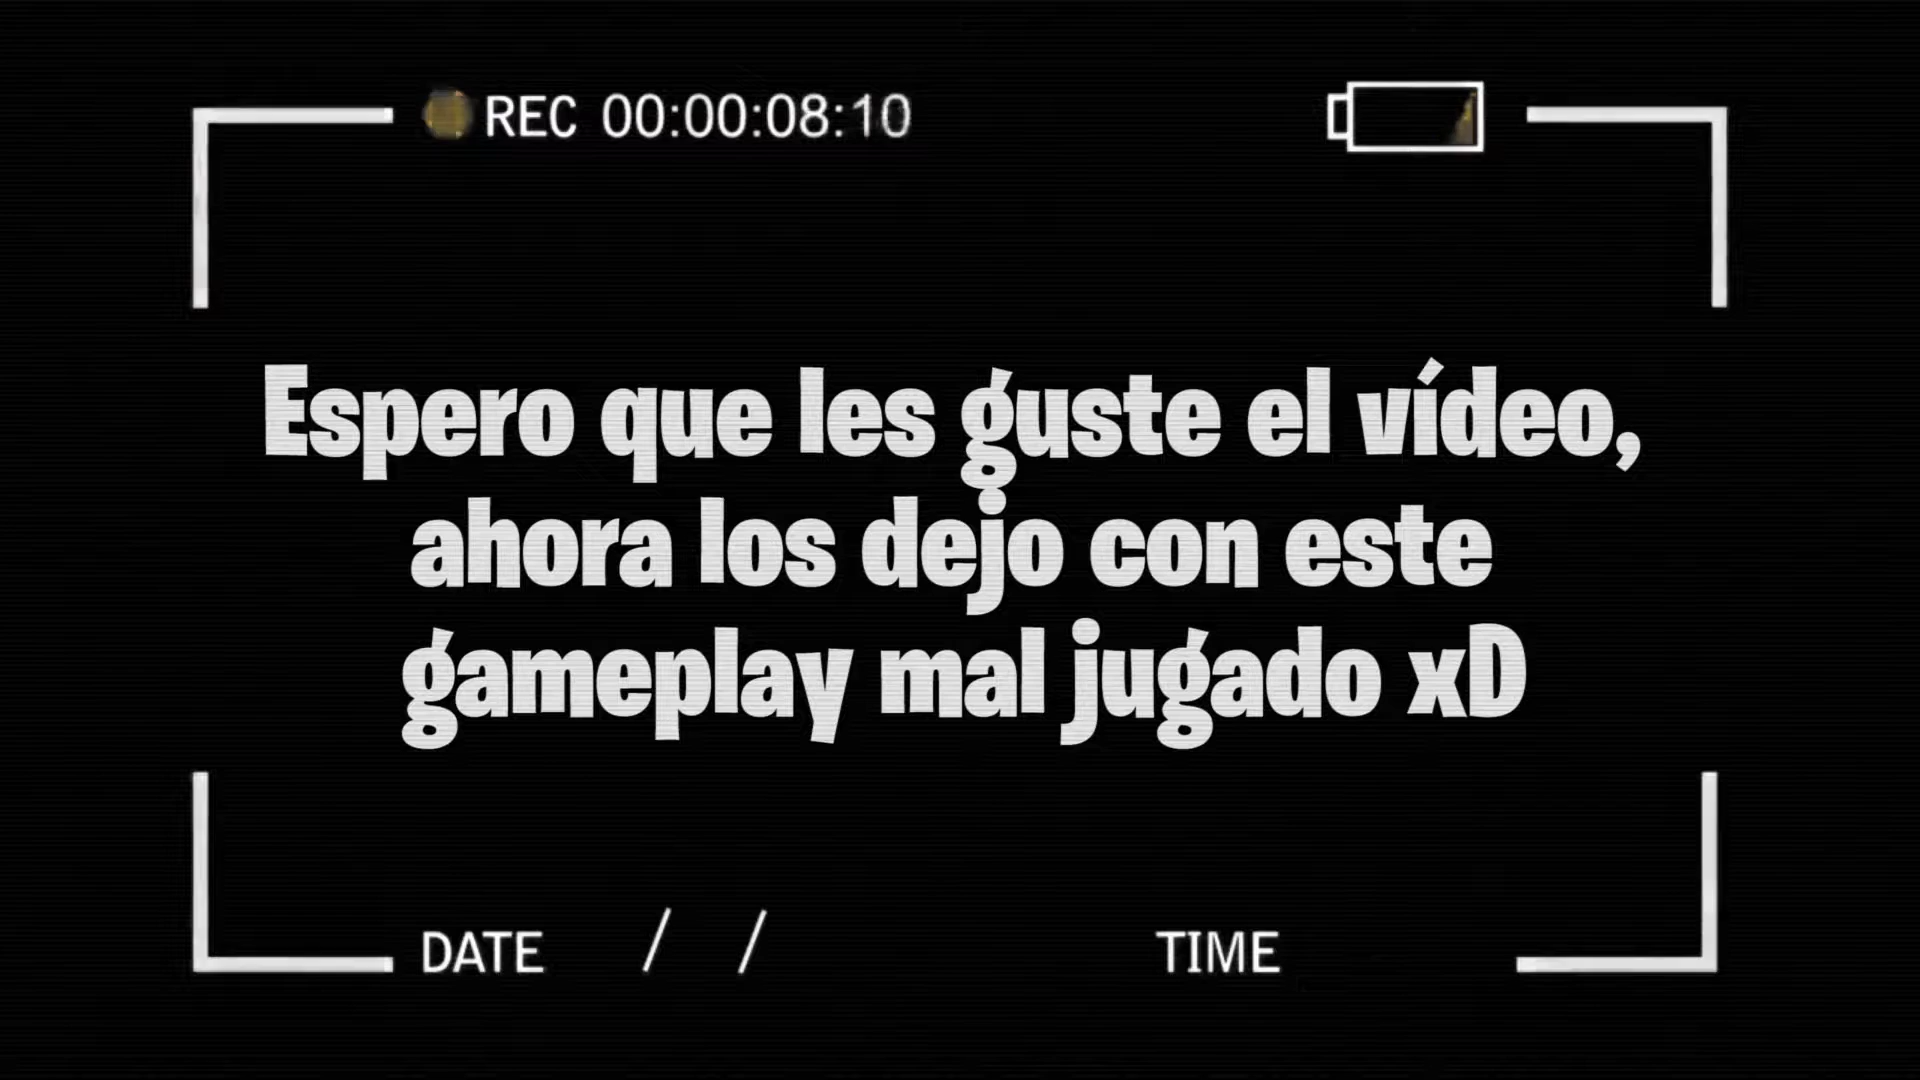 REC 00:00:08:10
Espero que les guste el vídeo,
ahora los dejo con este
gameplay mal jugado xD
DATE / / TIME